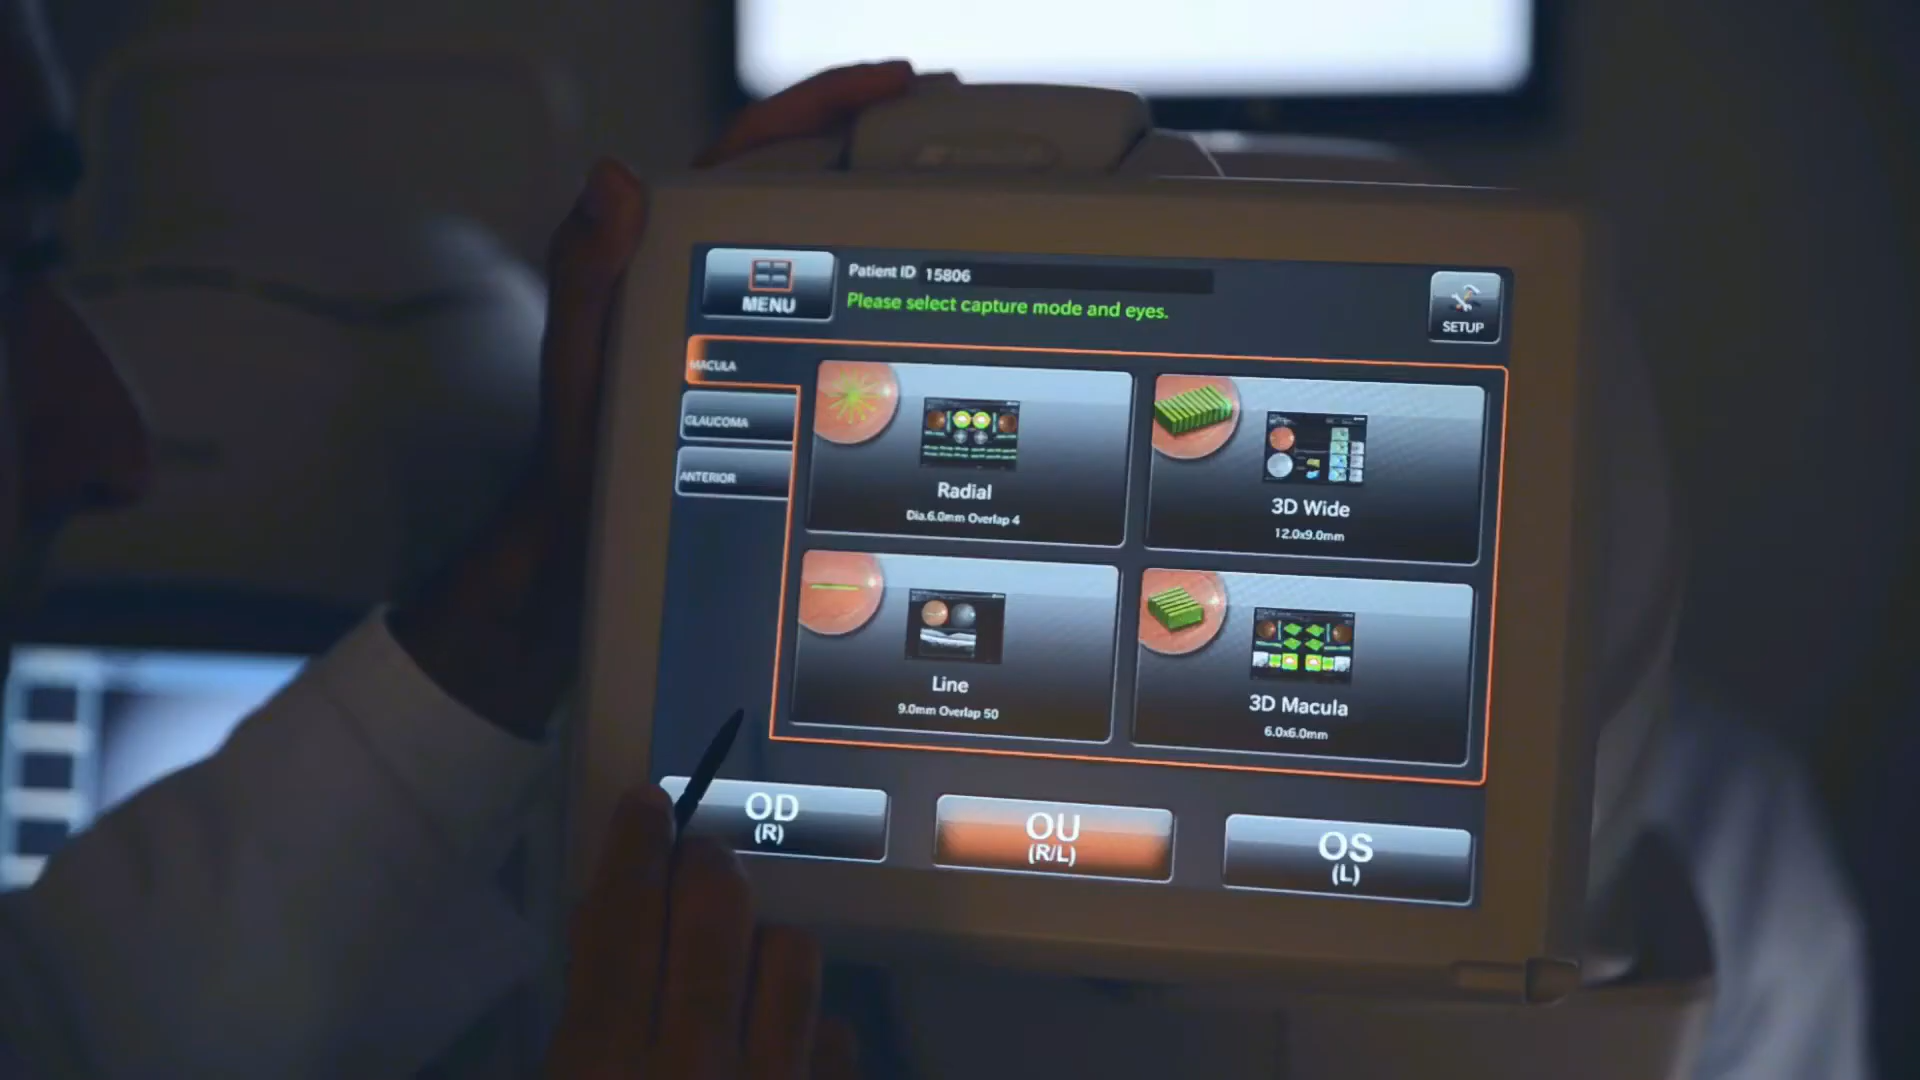 MENU
Patient ID 15806
Please select capture mode and eyes.
SETUP
MACULA
GLAUCOMA
ANTERIOR
Radial
Dia.6.0mm Overlap 4
3D Wide
12.0x9.0mm
Line
9.0mm Overlap 50
3D Macula
6.0x6.0mm
OD
(R)
OU
(R/L)
OS
(L)